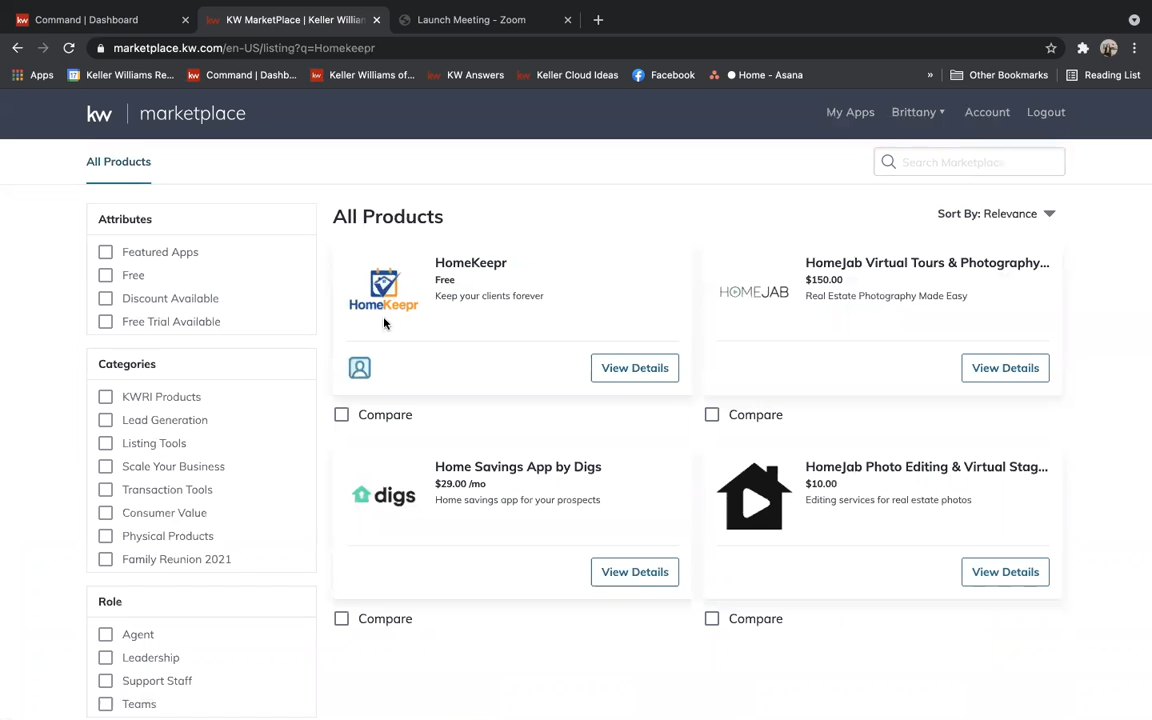 Command | Dashboard
KW MarketPlace | Keller William
Launch Meeting - Zoom
marketplace.kw.com/en-US/listing?q=Homekeepr
Apps
Keller Williams Re...
Command | Dashb...
Keller Williams of...
KW Answers
Keller Cloud Ideas
Facebook
Home - Asana
»
Other Bookmarks
Reading List
kw | marketplace
My Apps
Brittany
Account
Logout
All Products
Search Marketplace
Attributes
Featured Apps
Free
Discount Available
Free Trial Available
Categories
KWRI Products
Lead Generation
Listing Tools
Scale Your Business
Transaction Tools
Consumer Value
Physical Products
Family Reunion 2021
Role
Agent
Leadership
Support Staff
Teams
All Products
Sort By: Relevance
HomeKeepr
HomeKeepr
Free
Keep your clients forever
View Details
Compare
HOMEJAB
HomeJab Virtual Tours & Photography...
$150.00
Real Estate Photography Made Easy
View Details
Compare
digs
Home Savings App by Digs
$29.00 /mo
Home savings app for your prospects
View Details
Compare
HomeJab Photo Editing & Virtual Stag...
$10.00
Editing services for real estate photos
View Details
Compare